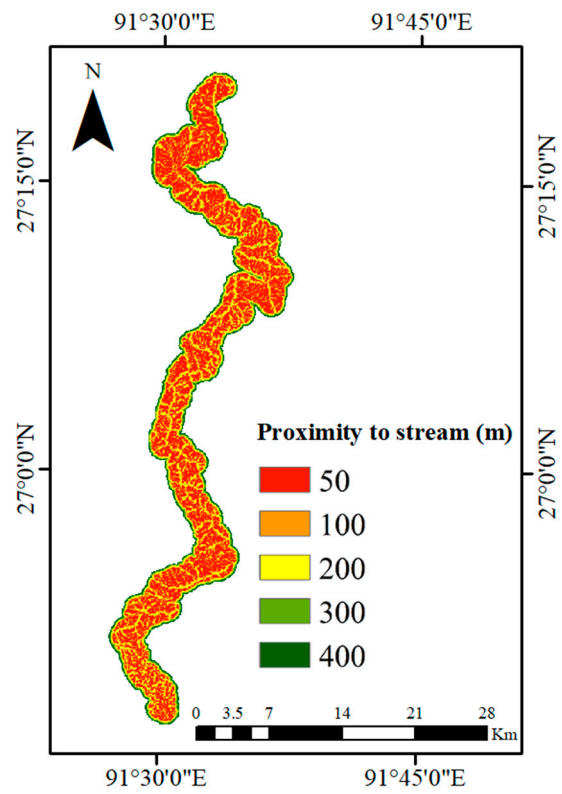 91°30'0"E 91°45'0"E
N
27°15'0"N 27°15'0"N
Proximity to stream (m)
50
27°0'0"N 27°0'0"N
100
200
300
400
0 3.5 7 14 21 28
Km
91°30'0"E 91°45'0"E